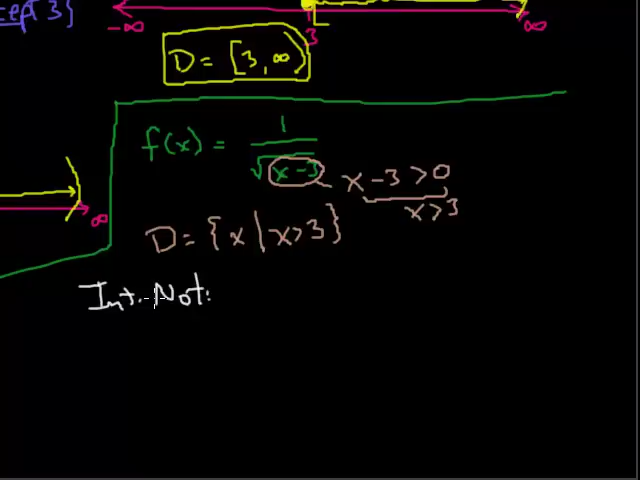 ept 3}
-∞ 3 ∞
D = [3, ∞)
f(x) = 1/√(x-3)
x-3>0
∞
x>3
D = {x | x>3}
Int. Not: